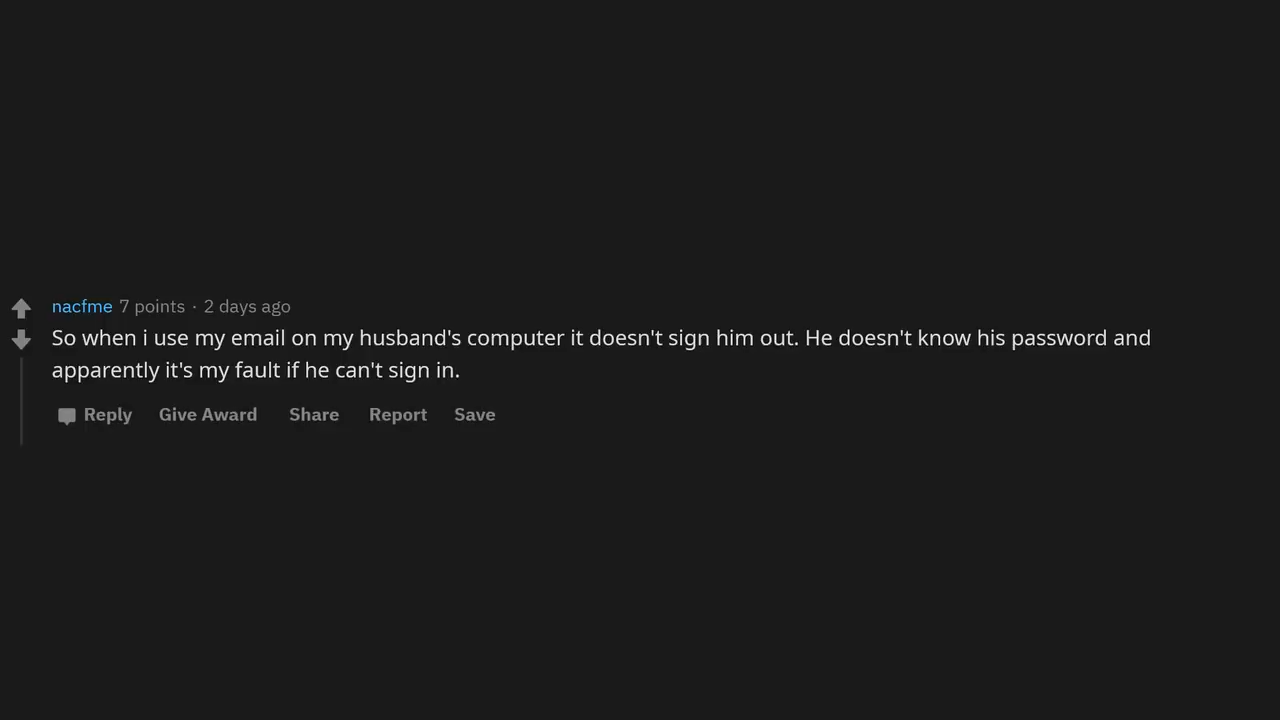 nacfme 7 points · 2 days ago
So when i use my email on my husband's computer it doesn't sign him out. He doesn't know his password and
apparently it's my fault if he can't sign in.
Reply Give Award Share Report Save